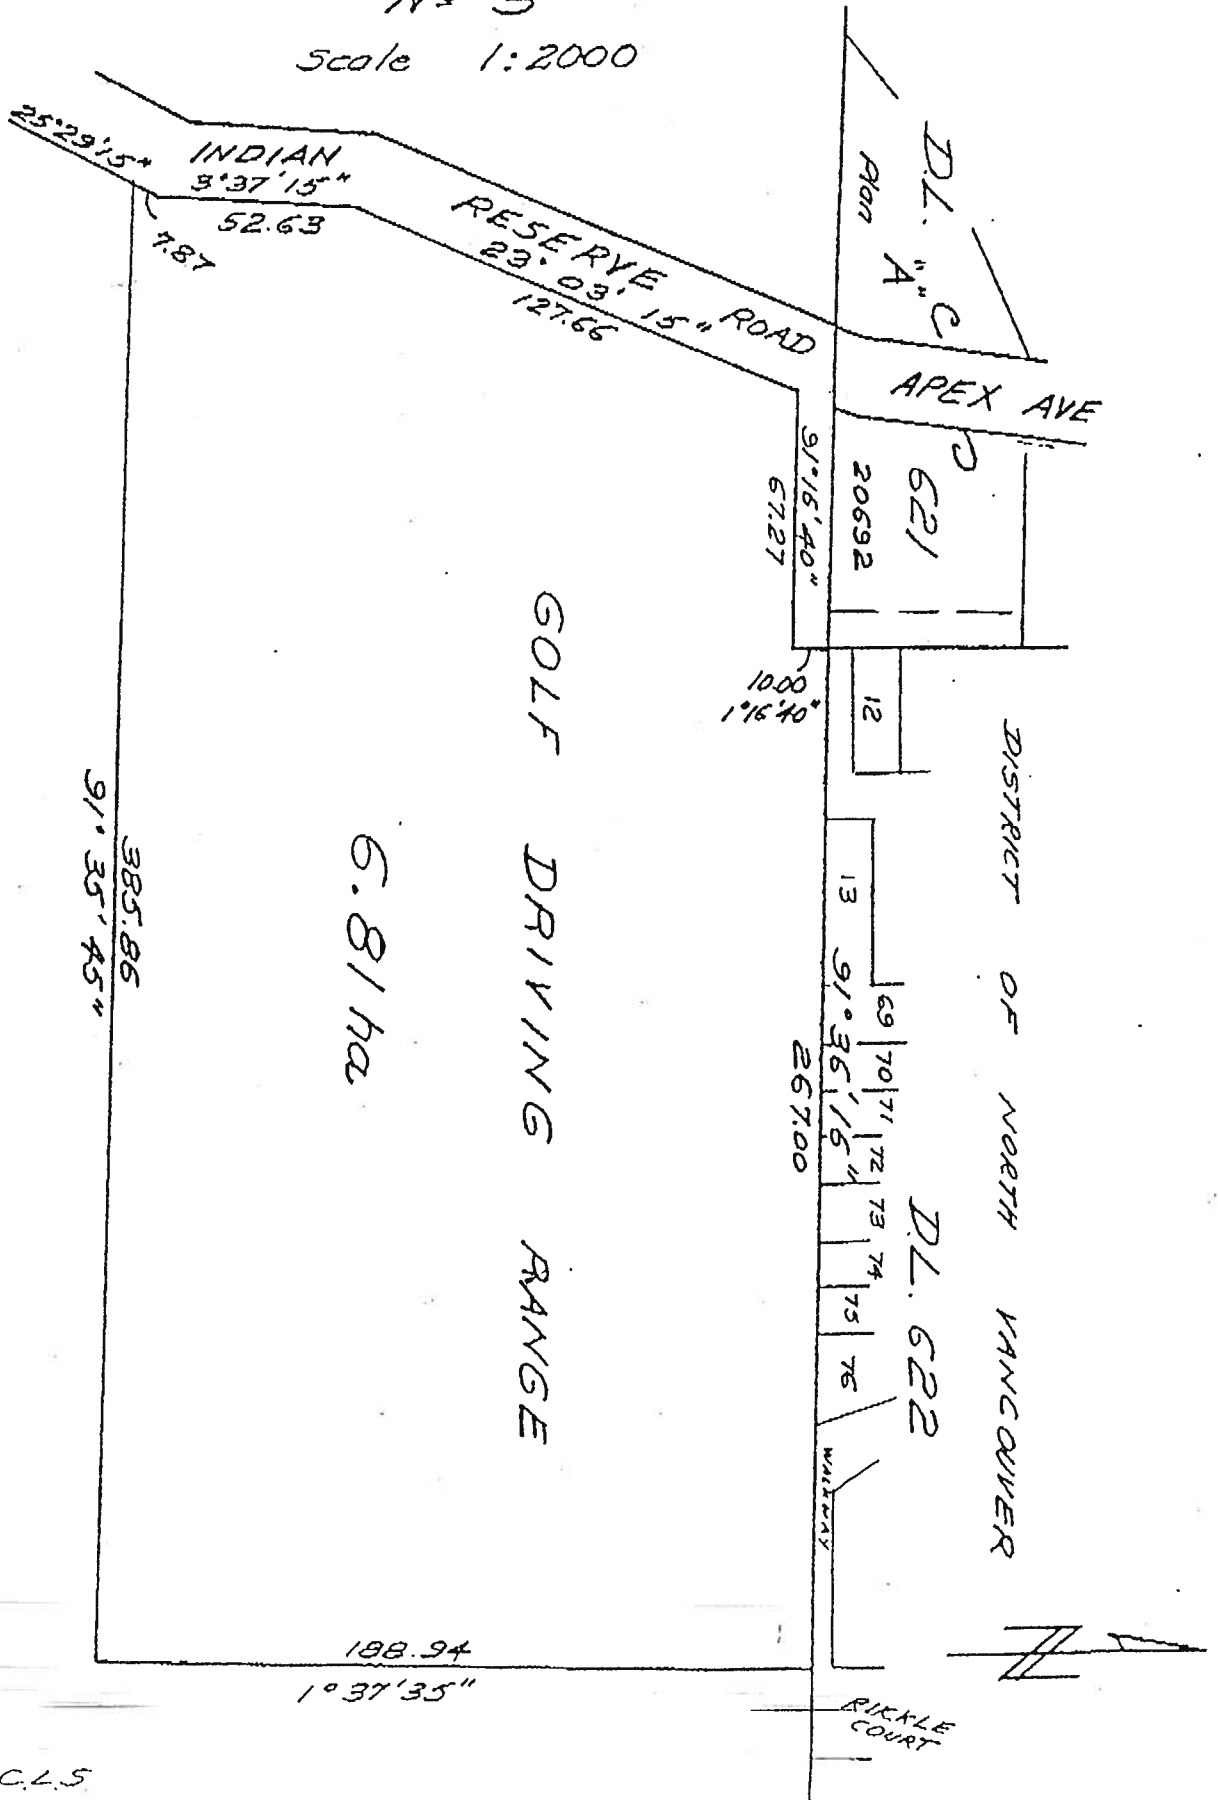 Nº 3
Scale 1:2000
25°29'15"
INDIAN
3°37'15"
52.63
7.87
RESERVE ROAD
23° 03' 15"
127.66
D.L.
Plan
"A"
C
APEX AVE
P
621
20692
91°16'40"
67.27
10.00
1°16'40"
12
13
69
70
71
72
73
74
75
76
91° 36' 16"
267.00
DISTRICT OF NORTH VANCOUVER
D.L. 622
GOLF DRIVING RANGE
6.81 ha
385.86
91° 35' 45"
WALKWAY
188.94
1°37'35"
RIKKLE
COURT
C.L.S